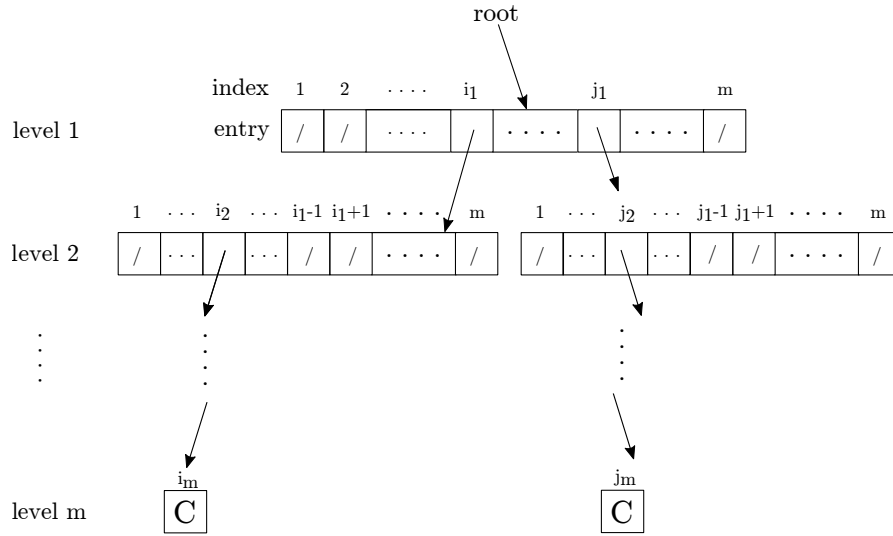 root
index 1 2 . . . . i1 j1 m
level 1 entry / / . . . . / . . . . / . . . . /
1 . . . i2 . . . i1-1 i1+1 . . . . m 1 . . . j2 . . . j1-1 j1+1 . . . . m
level 2 / . . . . . . / / . . . . / / . . . . . . / / . . . . /
im jm
level m C C